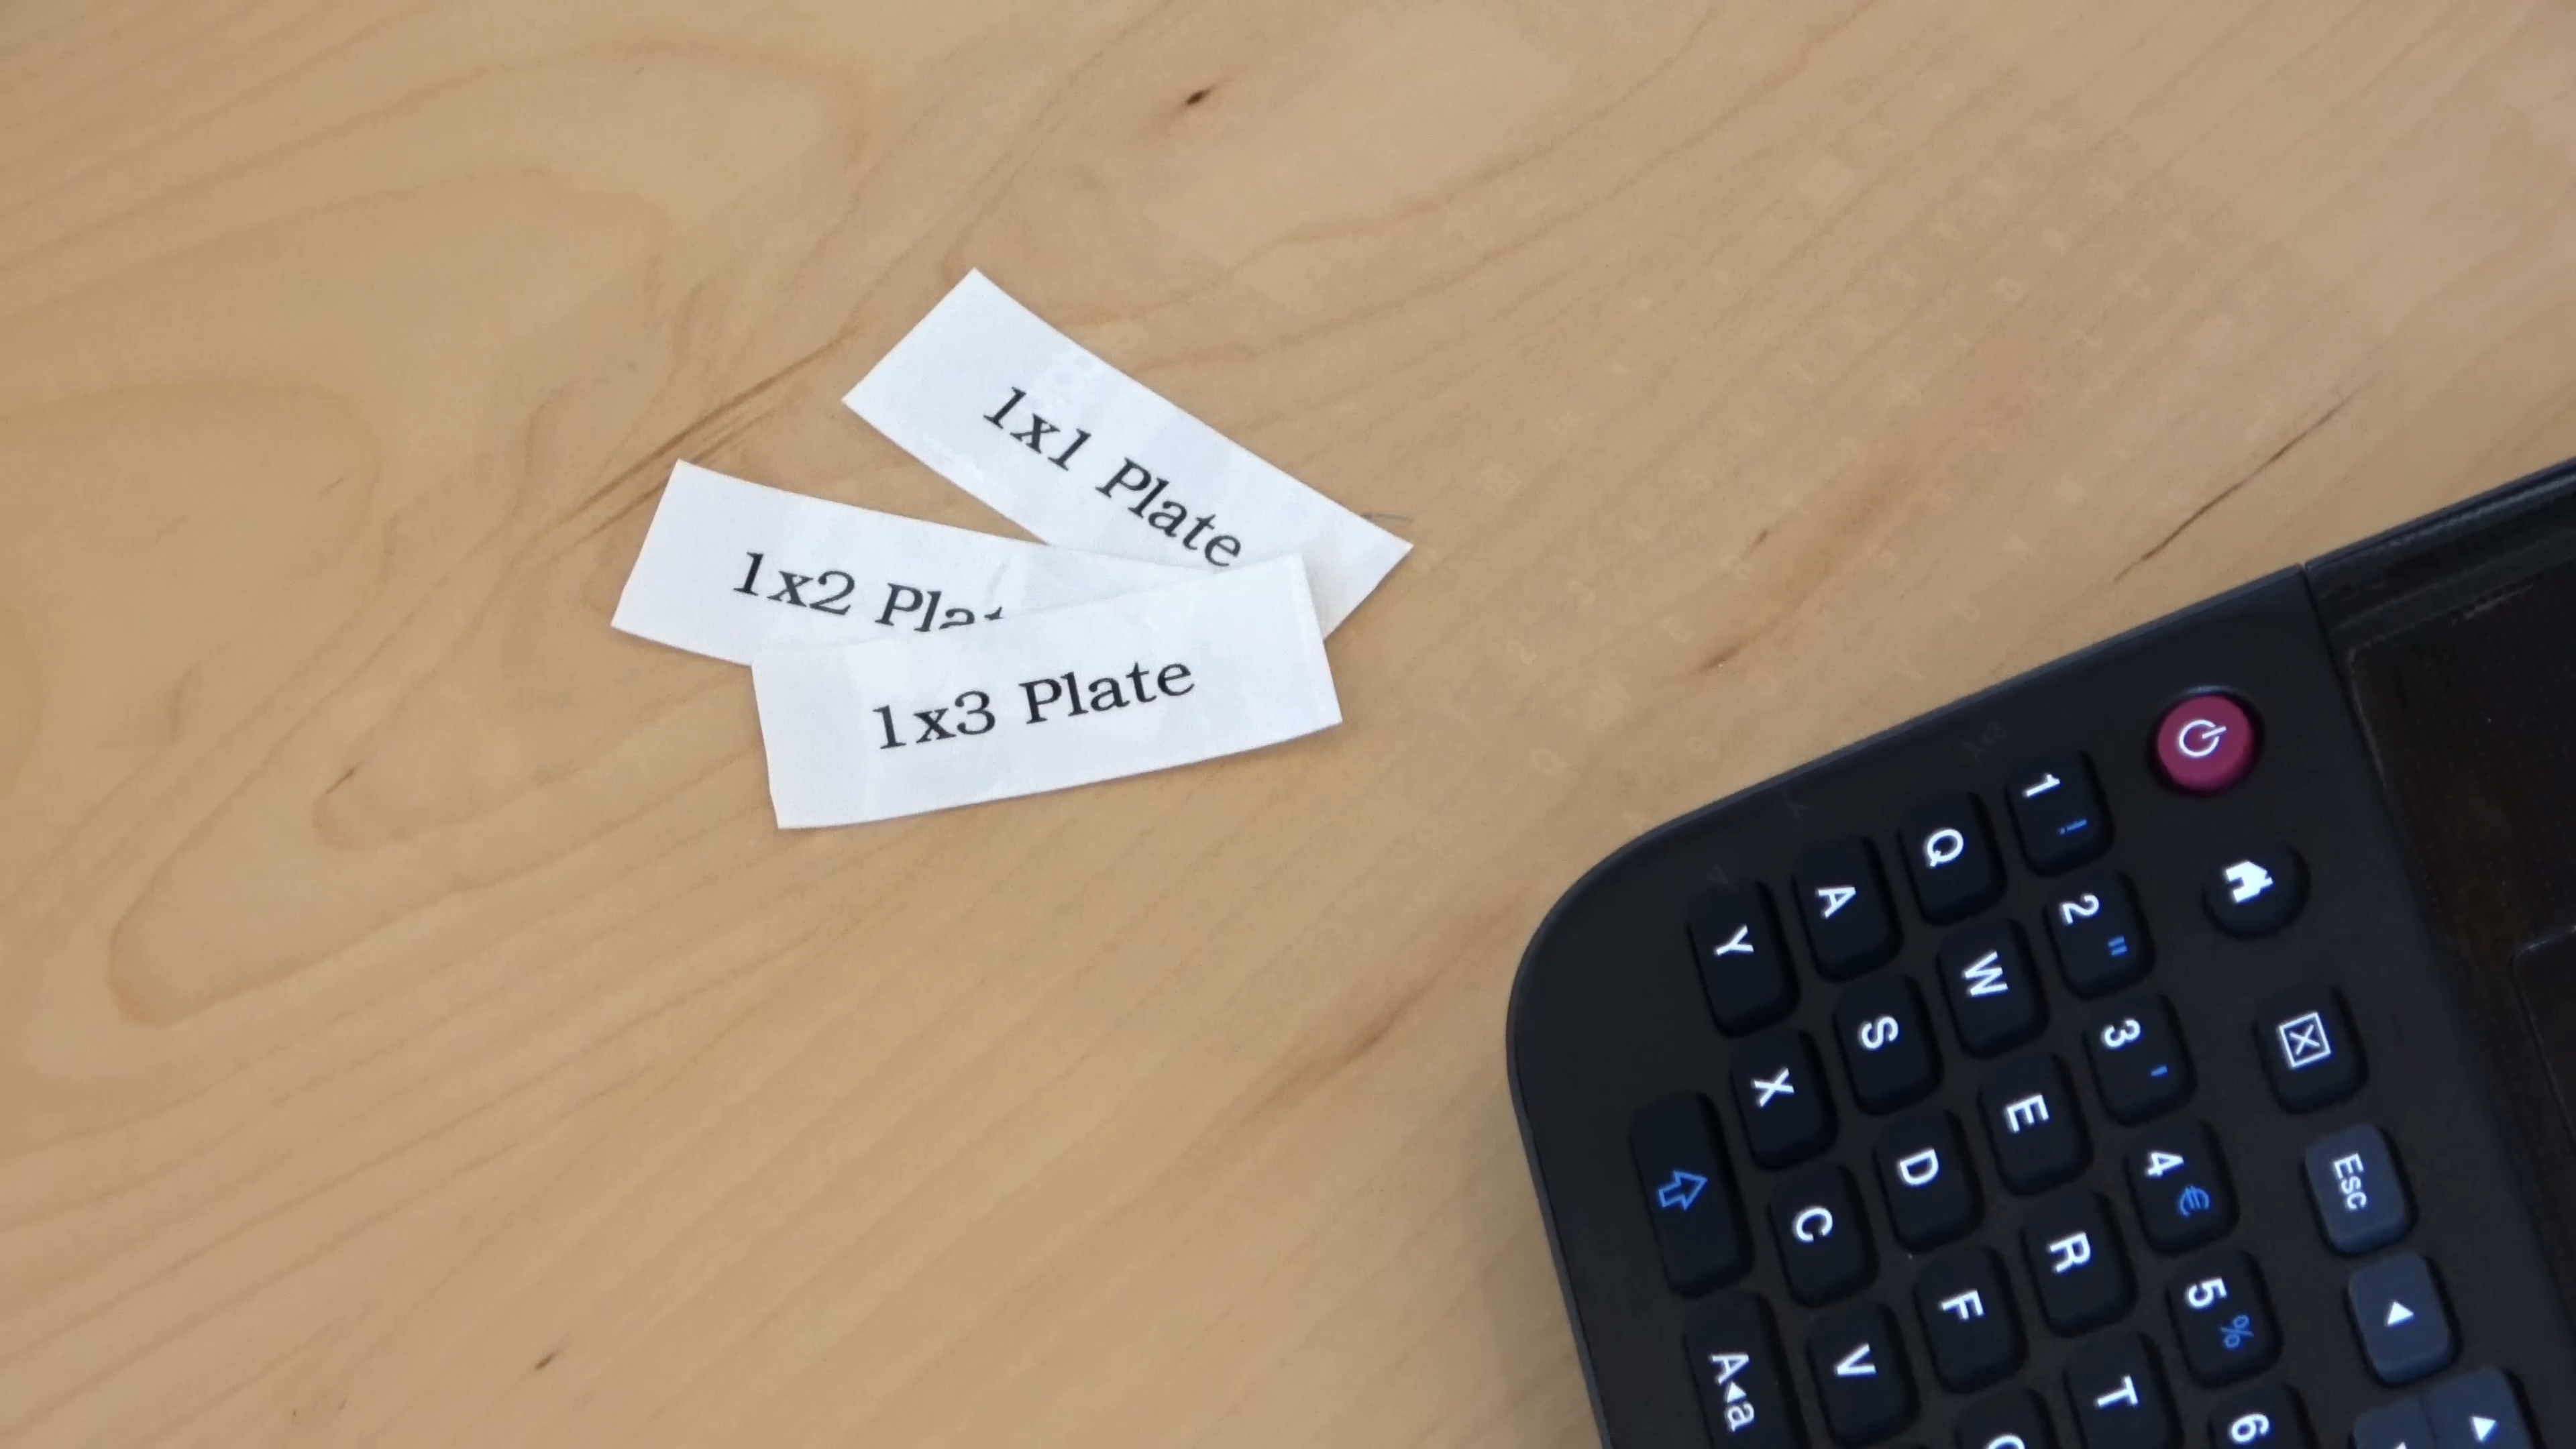 1x1 Plate
1x2
1x3 Plate
1 !
2 "
3 '
4 €
5 %
6
Q
W
E
R
T
A
S
D
F
Y
X
C
V
A◂a
Esc